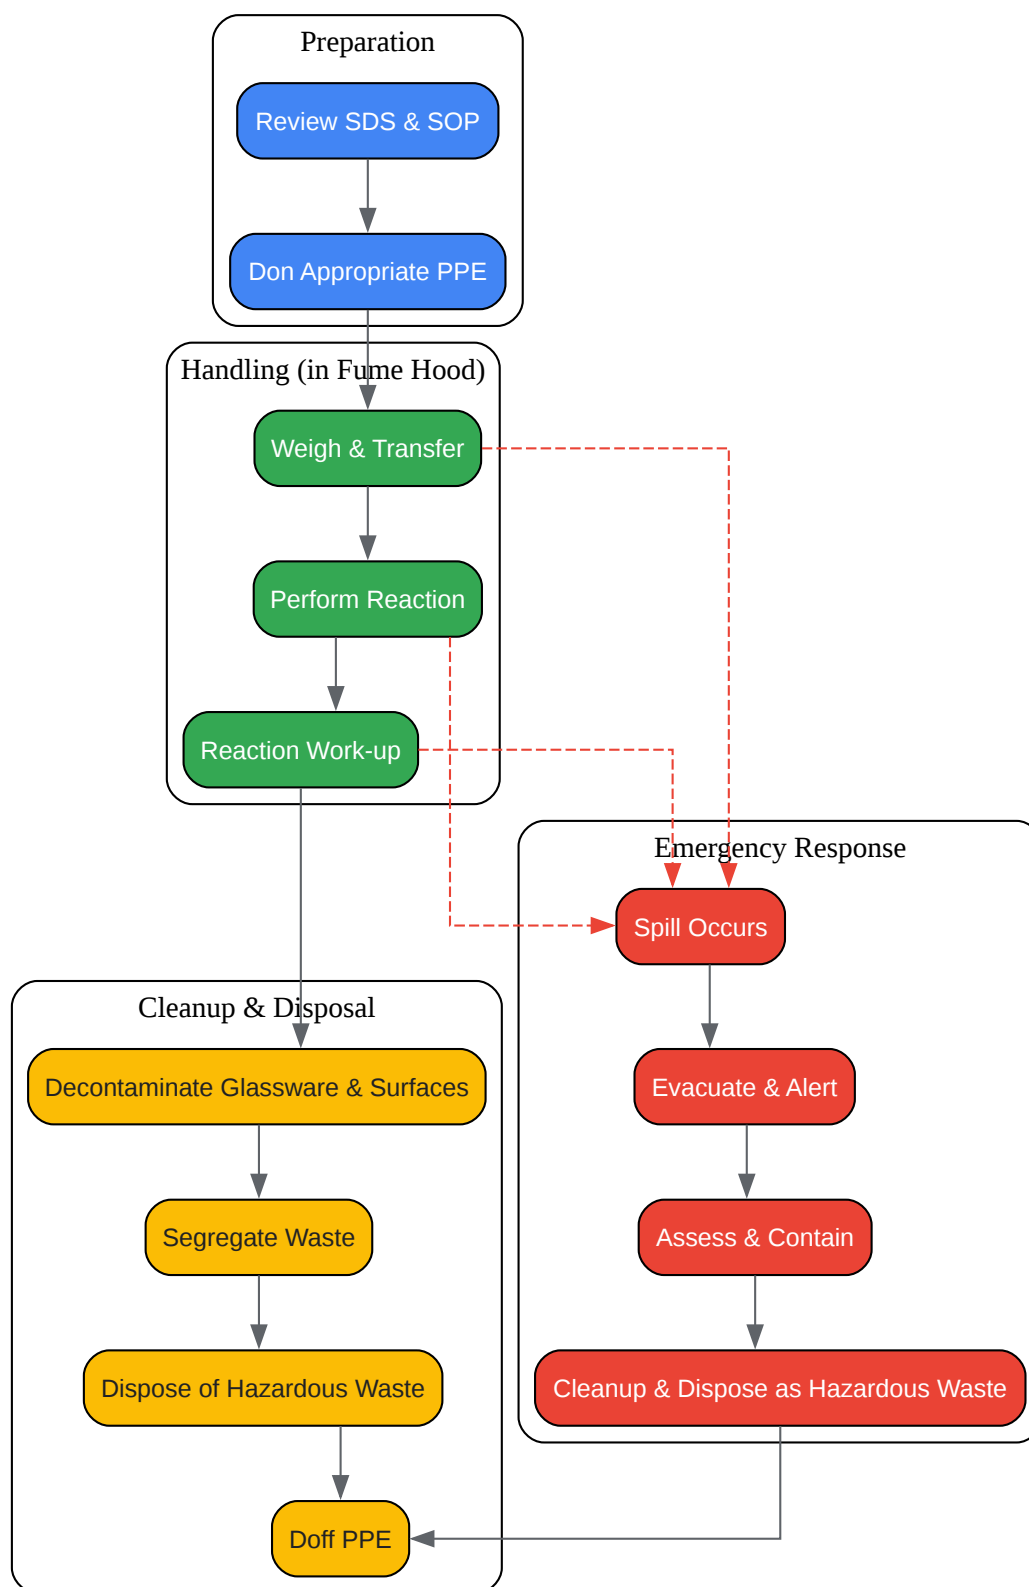 Preparation
Review SDS & SOP
Don Appropriate PPE
Handling (in Fume Hood)
Weigh & Transfer
Perform Reaction
Reaction Work-up
Emergency Response
Spill Occurs
Evacuate & Alert
Assess & Contain
Cleanup & Dispose as Hazardous Waste
Cleanup & Disposal
Decontaminate Glassware & Surfaces
Segregate Waste
Dispose of Hazardous Waste
Doff PPE